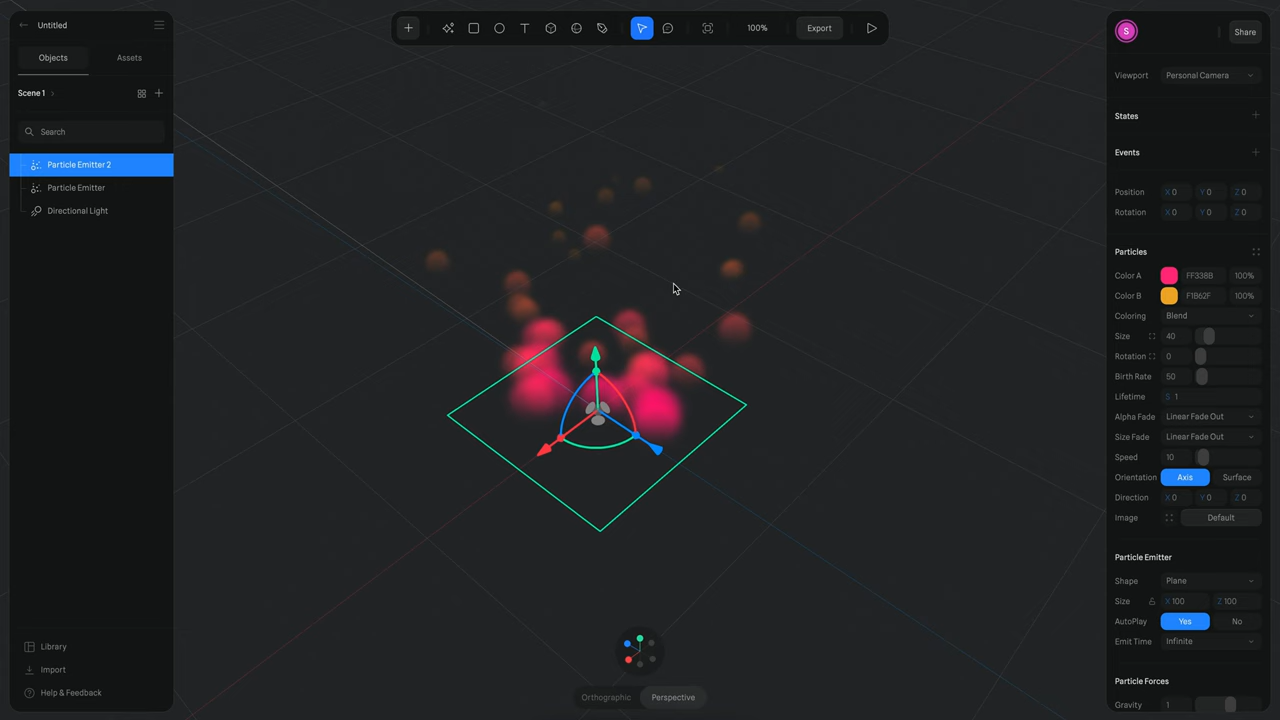 Untitled
Objects
Assets
Scene 1
Search
Particle Emitter 2
Particle Emitter
Directional Light
Library
Import
Help & Feedback
T
100%
Export
Orthographic
Perspective
S
Share
Viewport Personal Camera
States
Events
Position X 0 Y 0 Z 0
Rotation X 0 Y 0 Z 0
Particles
Color A FF338B 100%
Color B F1B62F 100%
Coloring Blend
Size 40
Rotation 0
Birth Rate 50
Lifetime S 1
Alpha Fade Linear Fade Out
Size Fade Linear Fade Out
Speed 10
Orientation Axis Surface
Direction X 0 Y 0 Z 0
Image Default
Particle Emitter
Shape Plane
Size X 100 Z 100
AutoPlay Yes No
Emit Time Infinite
Particle Forces
Gravity 1